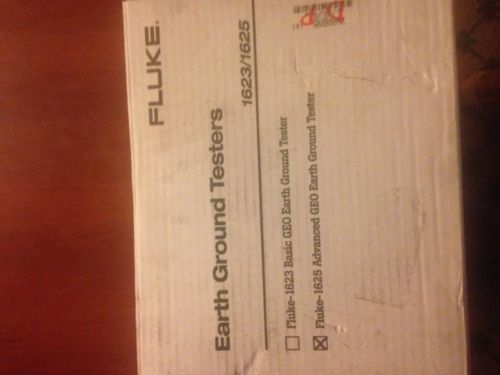 FLUKE®
Earth Ground Testers
1623/1625
Fluke-1623 Basic GEO Earth Ground Tester
Fluke-1625 Advanced GEO Earth Ground Tester